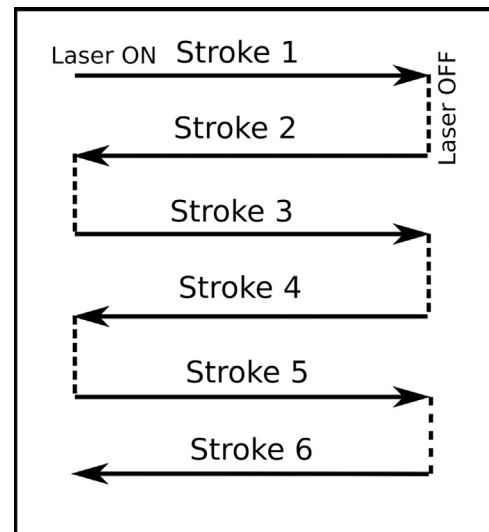 Laser ON Stroke 1
Laser OFF
Stroke 2
Stroke 3
Stroke 4
Stroke 5
Stroke 6